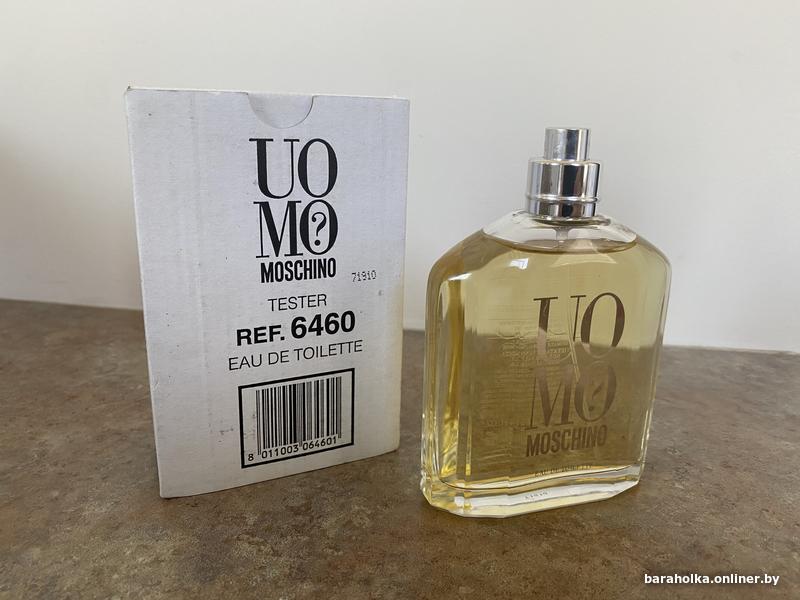 UO
MO?
MOSCHINO
71910
TESTER
REF. 6460
EAU DE TOILETTE
8 011003 064601
UO
MO?
MOSCHINO
EAU DE TOILETTE
baraholka.onliner.by